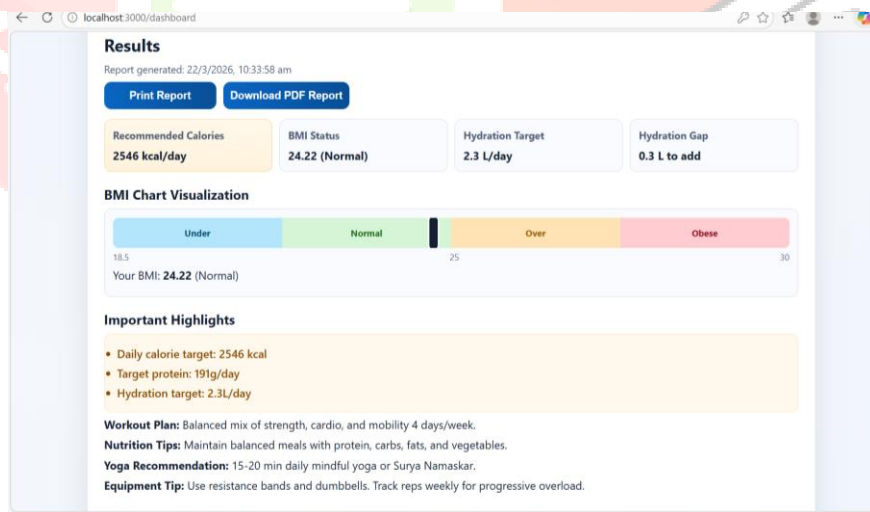 localhost:3000/dashboard
Results
Report generated: 22/3/2026, 10:33:58 am
Print Report Download PDF Report
Recommended Calories BMI Status Hydration Target Hydration Gap
2546 kcal/day 24.22 (Normal) 2.3 L/day 0.3 L to add
BMI Chart Visualization
Under Normal Over Obese
18.5 25 30
Your BMI: 24.22 (Normal)
Important Highlights
• Daily calorie target: 2546 kcal
• Target protein: 191g/day
• Hydration target: 2.3L/day
Workout Plan: Balanced mix of strength, cardio, and mobility 4 days/week.
Nutrition Tips: Maintain balanced meals with protein, carbs, fats, and vegetables.
Yoga Recommendation: 15-20 min daily mindful yoga or Surya Namaskar.
Equipment Tip: Use resistance bands and dumbbells. Track reps weekly for progressive overload.